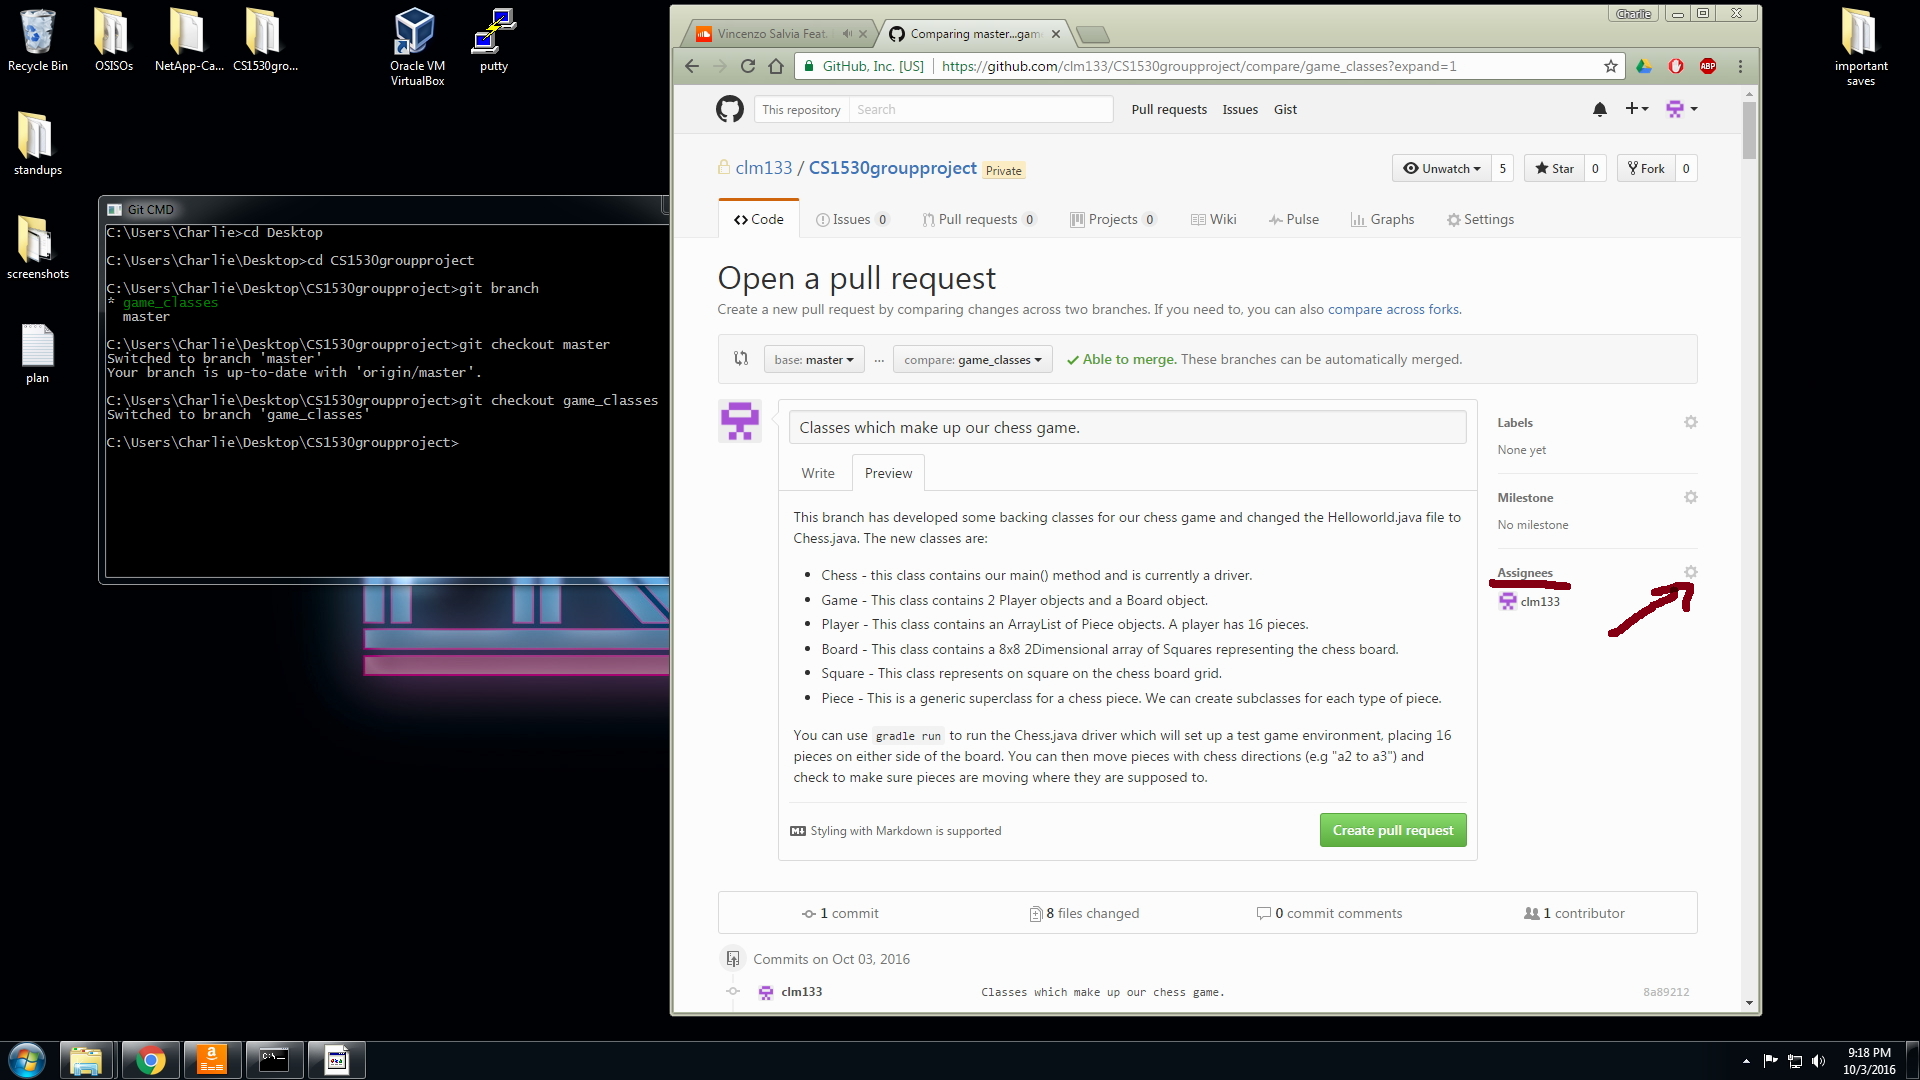 Recycle Bin
OSISOs
NetApp-Ca...
CS1530gro...
Oracle VM
VirtualBox
putty
important
saves
standups
screenshots
plan
Git CMD
C:\Users\Charlie>cd Desktop
C:\Users\Charlie\Desktop>cd CS1530groupproject
C:\Users\Charlie\Desktop\CS1530groupproject>git branch
* game_classes
master
C:\Users\Charlie\Desktop\CS1530groupproject>git checkout master
Switched to branch 'master'
Your branch is up-to-date with 'origin/master'.
C:\Users\Charlie\Desktop\CS1530groupproject>git checkout game_classes
Switched to branch 'game_classes'
C:\Users\Charlie\Desktop\CS1530groupproject>
Charlie
Vincenzo Salvia Feat.
Comparing master...game
GitHub, Inc. [US] https://github.com/clm133/CS1530groupproject/compare/game_classes?expand=1
ABP
This repository Search Pull requests Issues Gist
clm133 / CS1530groupproject Private
Unwatch 5 Star 0 Fork 0
Code Issues 0 Pull requests 0 Projects 0 Wiki Pulse Graphs Settings
Open a pull request
Create a new pull request by comparing changes across two branches. If you need to, you can also compare across forks.
base: master ... compare: game_classes Able to merge. These branches can be automatically merged.
Classes which make up our chess game.
Write Preview
This branch has developed some backing classes for our chess game and changed the Helloworld.java file to
Chess.java. The new classes are:
• Chess - this class contains our main() method and is currently a driver.
• Game - This class contains 2 Player objects and a Board object.
• Player - This class contains an ArrayList of Piece objects. A player has 16 pieces.
• Board - This class contains a 8x8 2Dimensional array of Squares representing the chess board.
• Square - This class represents on square on the chess board grid.
• Piece - This is a generic superclass for a chess piece. We can create subclasses for each type of piece.
You can use gradle run to run the Chess.java driver which will set up a test game environment, placing 16
pieces on either side of the board. You can then move pieces with chess directions (e.g "a2 to a3") and
check to make sure pieces are moving where they are supposed to.
Styling with Markdown is supported
Create pull request
Labels
None yet
Milestone
No milestone
Assignees
clm133
1 commit 8 files changed 0 commit comments 1 contributor
Commits on Oct 03, 2016
clm133 Classes which make up our chess game. 8a89212
9:18 PM
10/3/2016